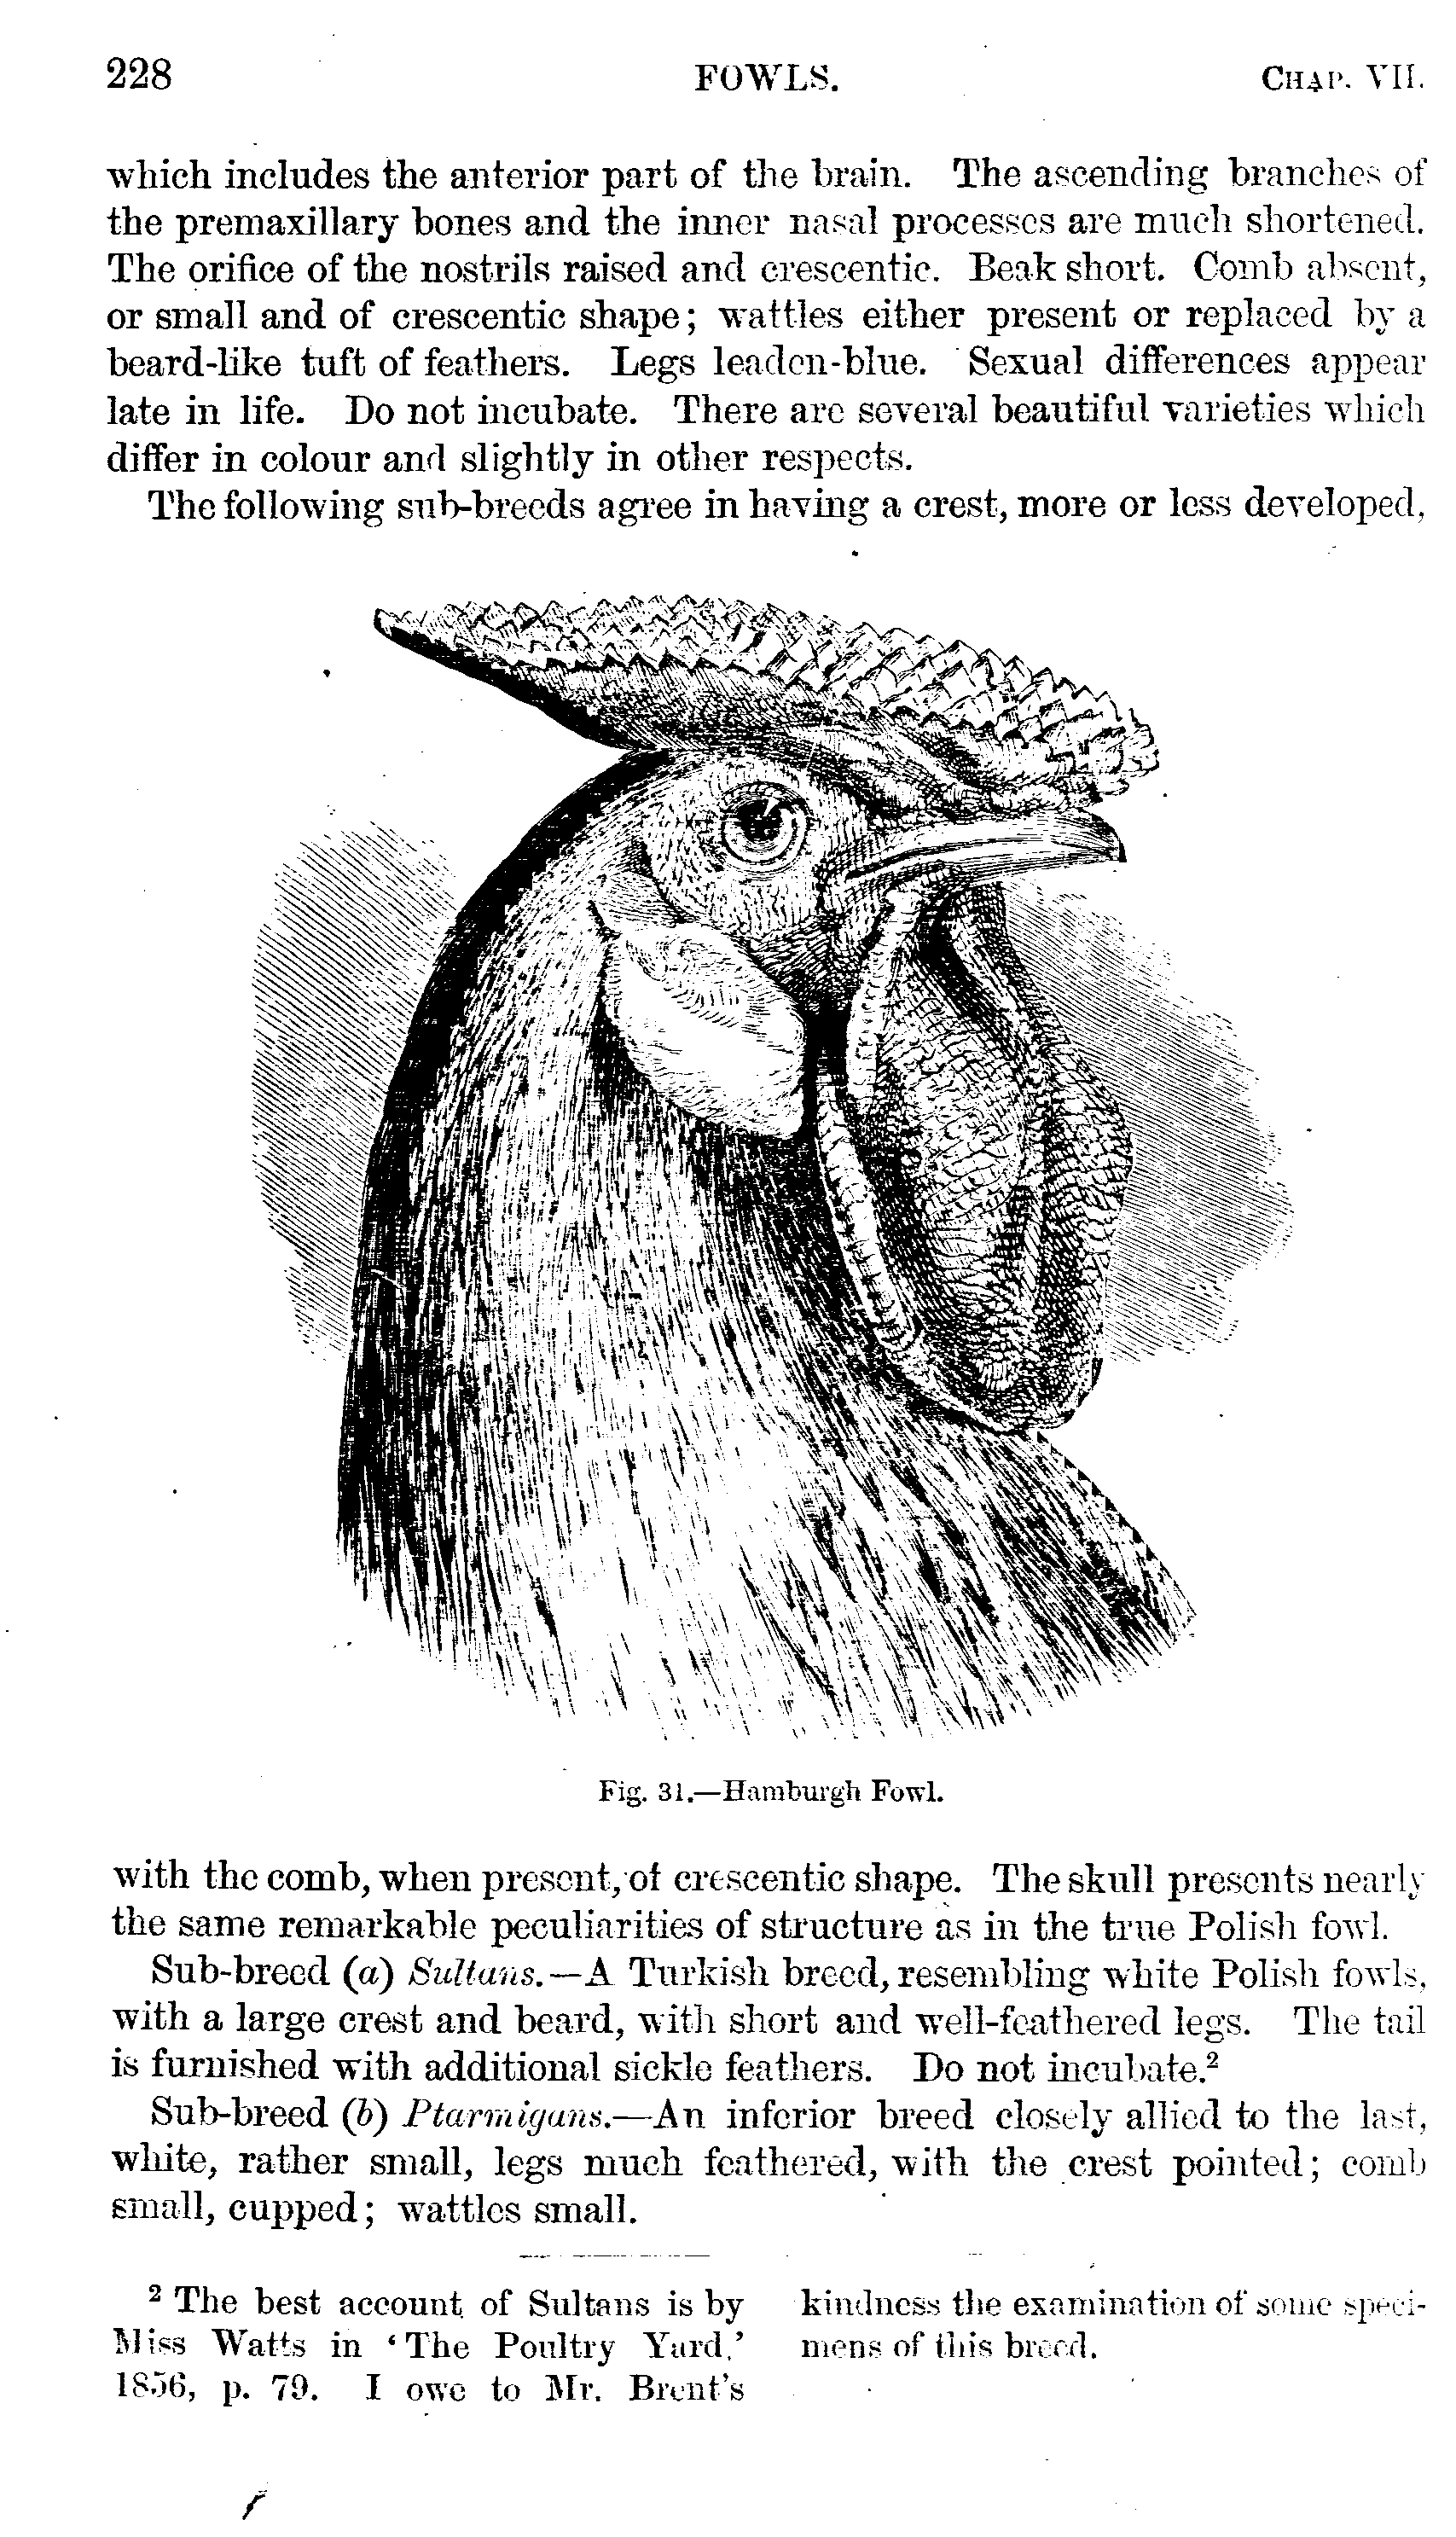 228 FOWLS. CHAP. VII.
which includes the anterior part of the brain. The ascending branches of
the premaxillary bones and the inner nasal processes are much shortened.
The orifice of the nostrils raised and crescentic. Beak short. Comb absent,
or small and of crescentic shape; wattles either present or replaced by a
beard-like tuft of feathers. Legs leaden-blue. Sexual differences appear
late in life. Do not incubate. There are several beautiful varieties which
differ in colour and slightly in other respects.
The following sub-breeds agree in having a crest, more or less developed,
Fig. 31.—Hamburgh Fowl.
with the comb, when present, of crescentic shape. The skull presents nearly
the same remarkable peculiarities of structure as in the true Polish fowl.
Sub-breed (a) Sultans.—A Turkish breed, resembling white Polish fowls,
with a large crest and beard, with short and well-feathered legs. The tail
is furnished with additional sickle feathers. Do not incubate.²
Sub-breed (b) Ptarmigans.—An inferior breed closely allied to the last,
white, rather small, legs much feathered, with the crest pointed; comb
small, cupped; wattles small.
² The best account of Sultans is by
Miss Watts in ‘The Poultry Yard,’
1856, p. 79. I owe to Mr. Brent's
kindness the examination of some speci-
mens of this breed.